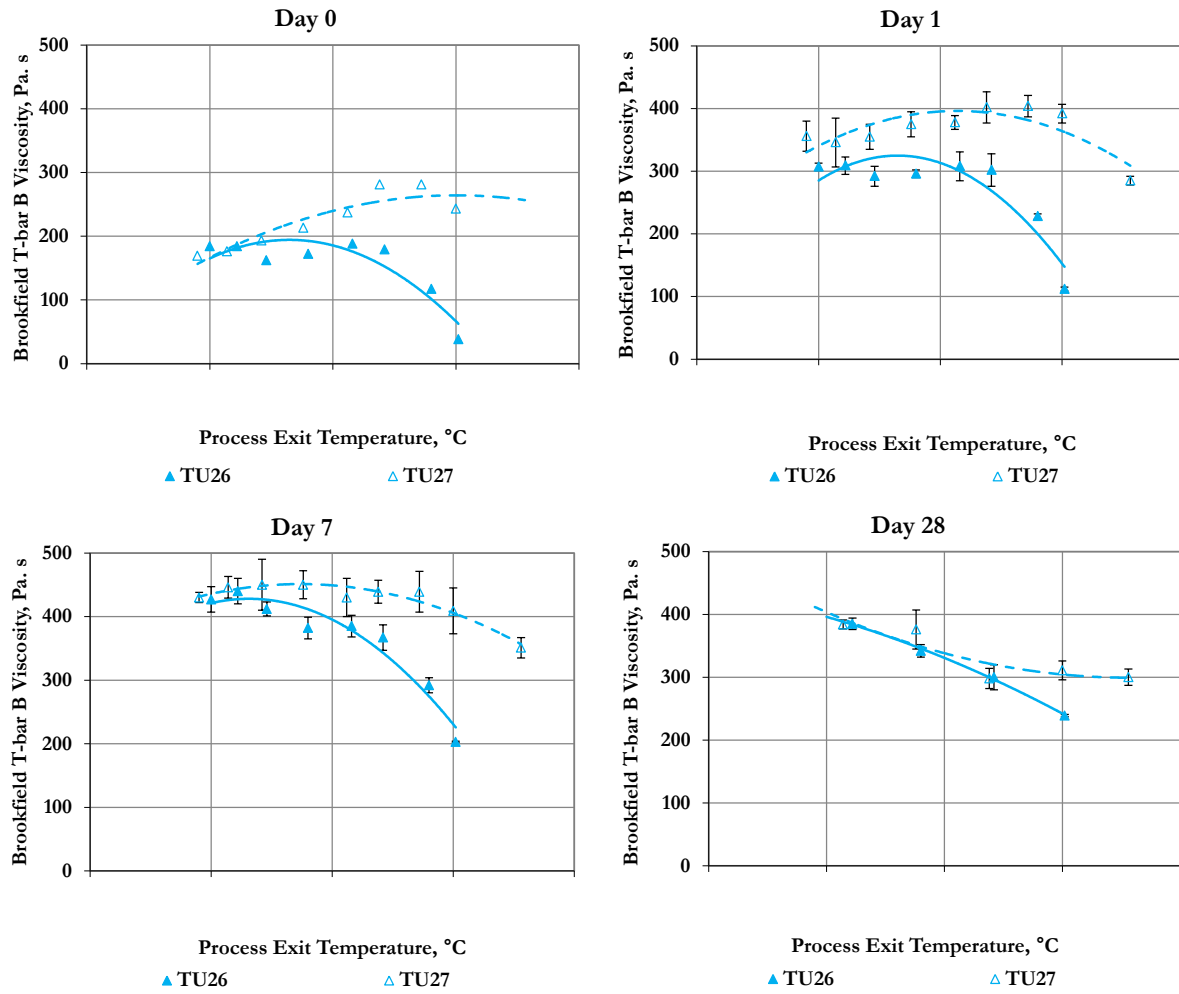 Day 0
Brookfield T-bar B Viscosity, Pa. s
500
400
300
200
100
0
Process Exit Temperature, °C
TU26 TU27
Day 1
Brookfield T-bar B Viscosity, Pa. s
500
400
300
200
100
0
Process Exit Temperature, °C
TU26 TU27
Day 7
Brookfield T-bar B Viscosity, Pa. s
500
400
300
200
100
0
Process Exit Temperature, °C
TU26 TU27
Day 28
Brookfield T-bar B Viscosity, Pa. s
500
400
300
200
100
0
Process Exit Temperature, °C
TU26 TU27